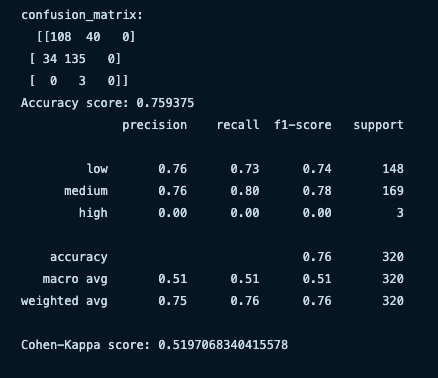 confusion_matrix:
[[108 40 0]
[ 34 135 0]
[ 0 3 0]]
Accuracy score: 0.759375
precision recall f1-score support
low 0.76 0.73 0.74 148
medium 0.76 0.80 0.78 169
high 0.00 0.00 0.00 3
accuracy 0.76 320
macro avg 0.51 0.51 0.51 320
weighted avg 0.75 0.76 0.76 320
Cohen-Kappa score: 0.5197068340415578